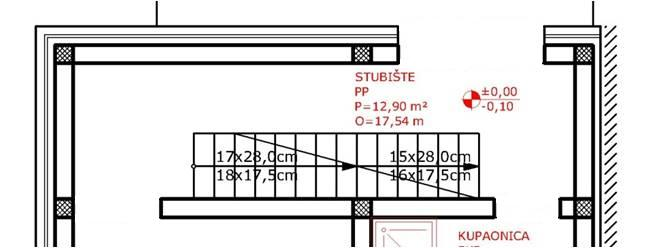 STUBIŠTE
PP
P=12,90 m²
O=17,54 m
±0,00
-0,10
17x28,0cm
18x17,5cm
15x28,0cm
16x17,5cm
KUPAONICA